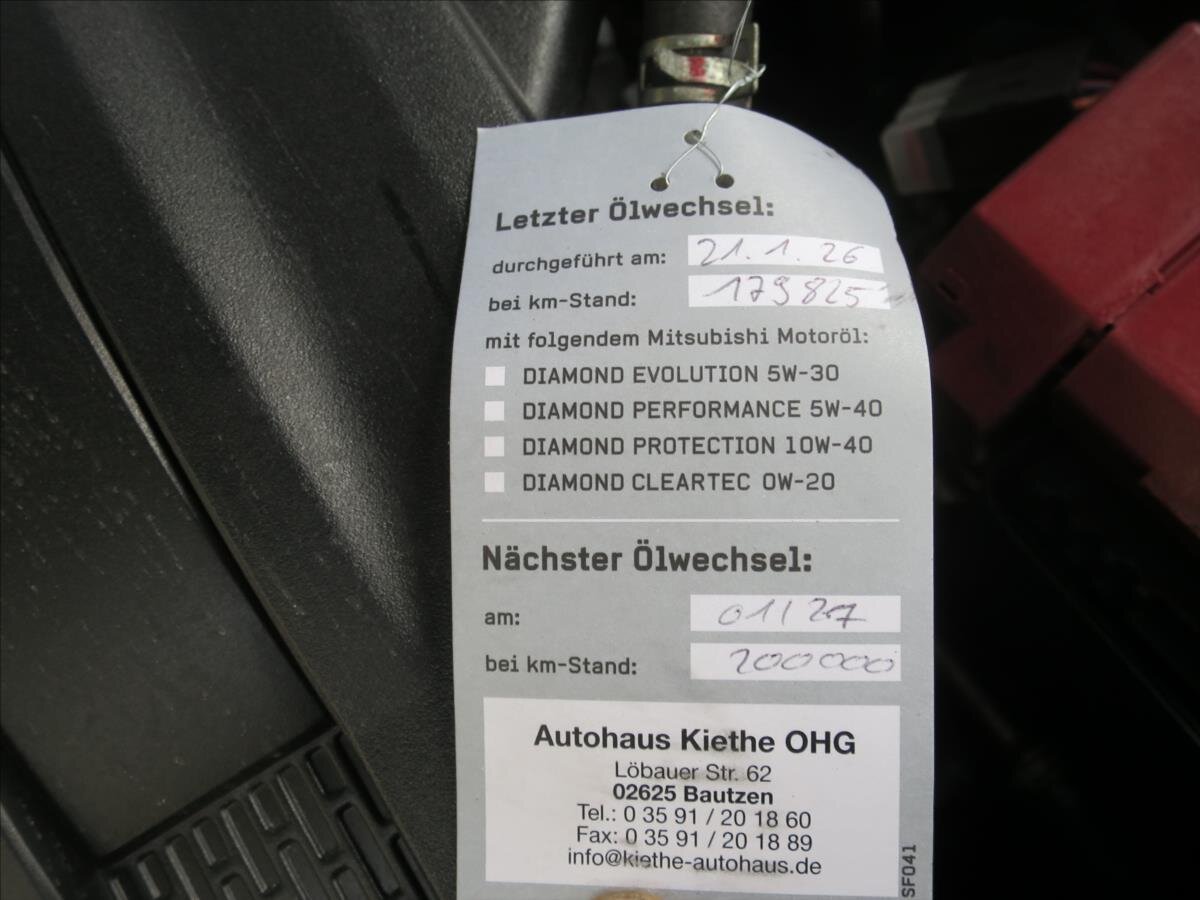 Letzter Ölwechsel:
durchgeführt am: 21.1.26
bei km-Stand: 179825
mit folgendem Mitsubishi Motoröl:
DIAMOND EVOLUTION 5W-30
DIAMOND PERFORMANCE 5W-40
DIAMOND PROTECTION 10W-40
DIAMOND CLEARTEC 0W-20
Nächster Ölwechsel:
am: 01/27
bei km-Stand: 200000
Autohaus Kiethe OHG
Löbauer Str. 62
02625 Bautzen
Tel.: 0 35 91 / 20 18 60
Fax: 0 35 91 / 20 18 89
info@kiethe-autohaus.de
SF041